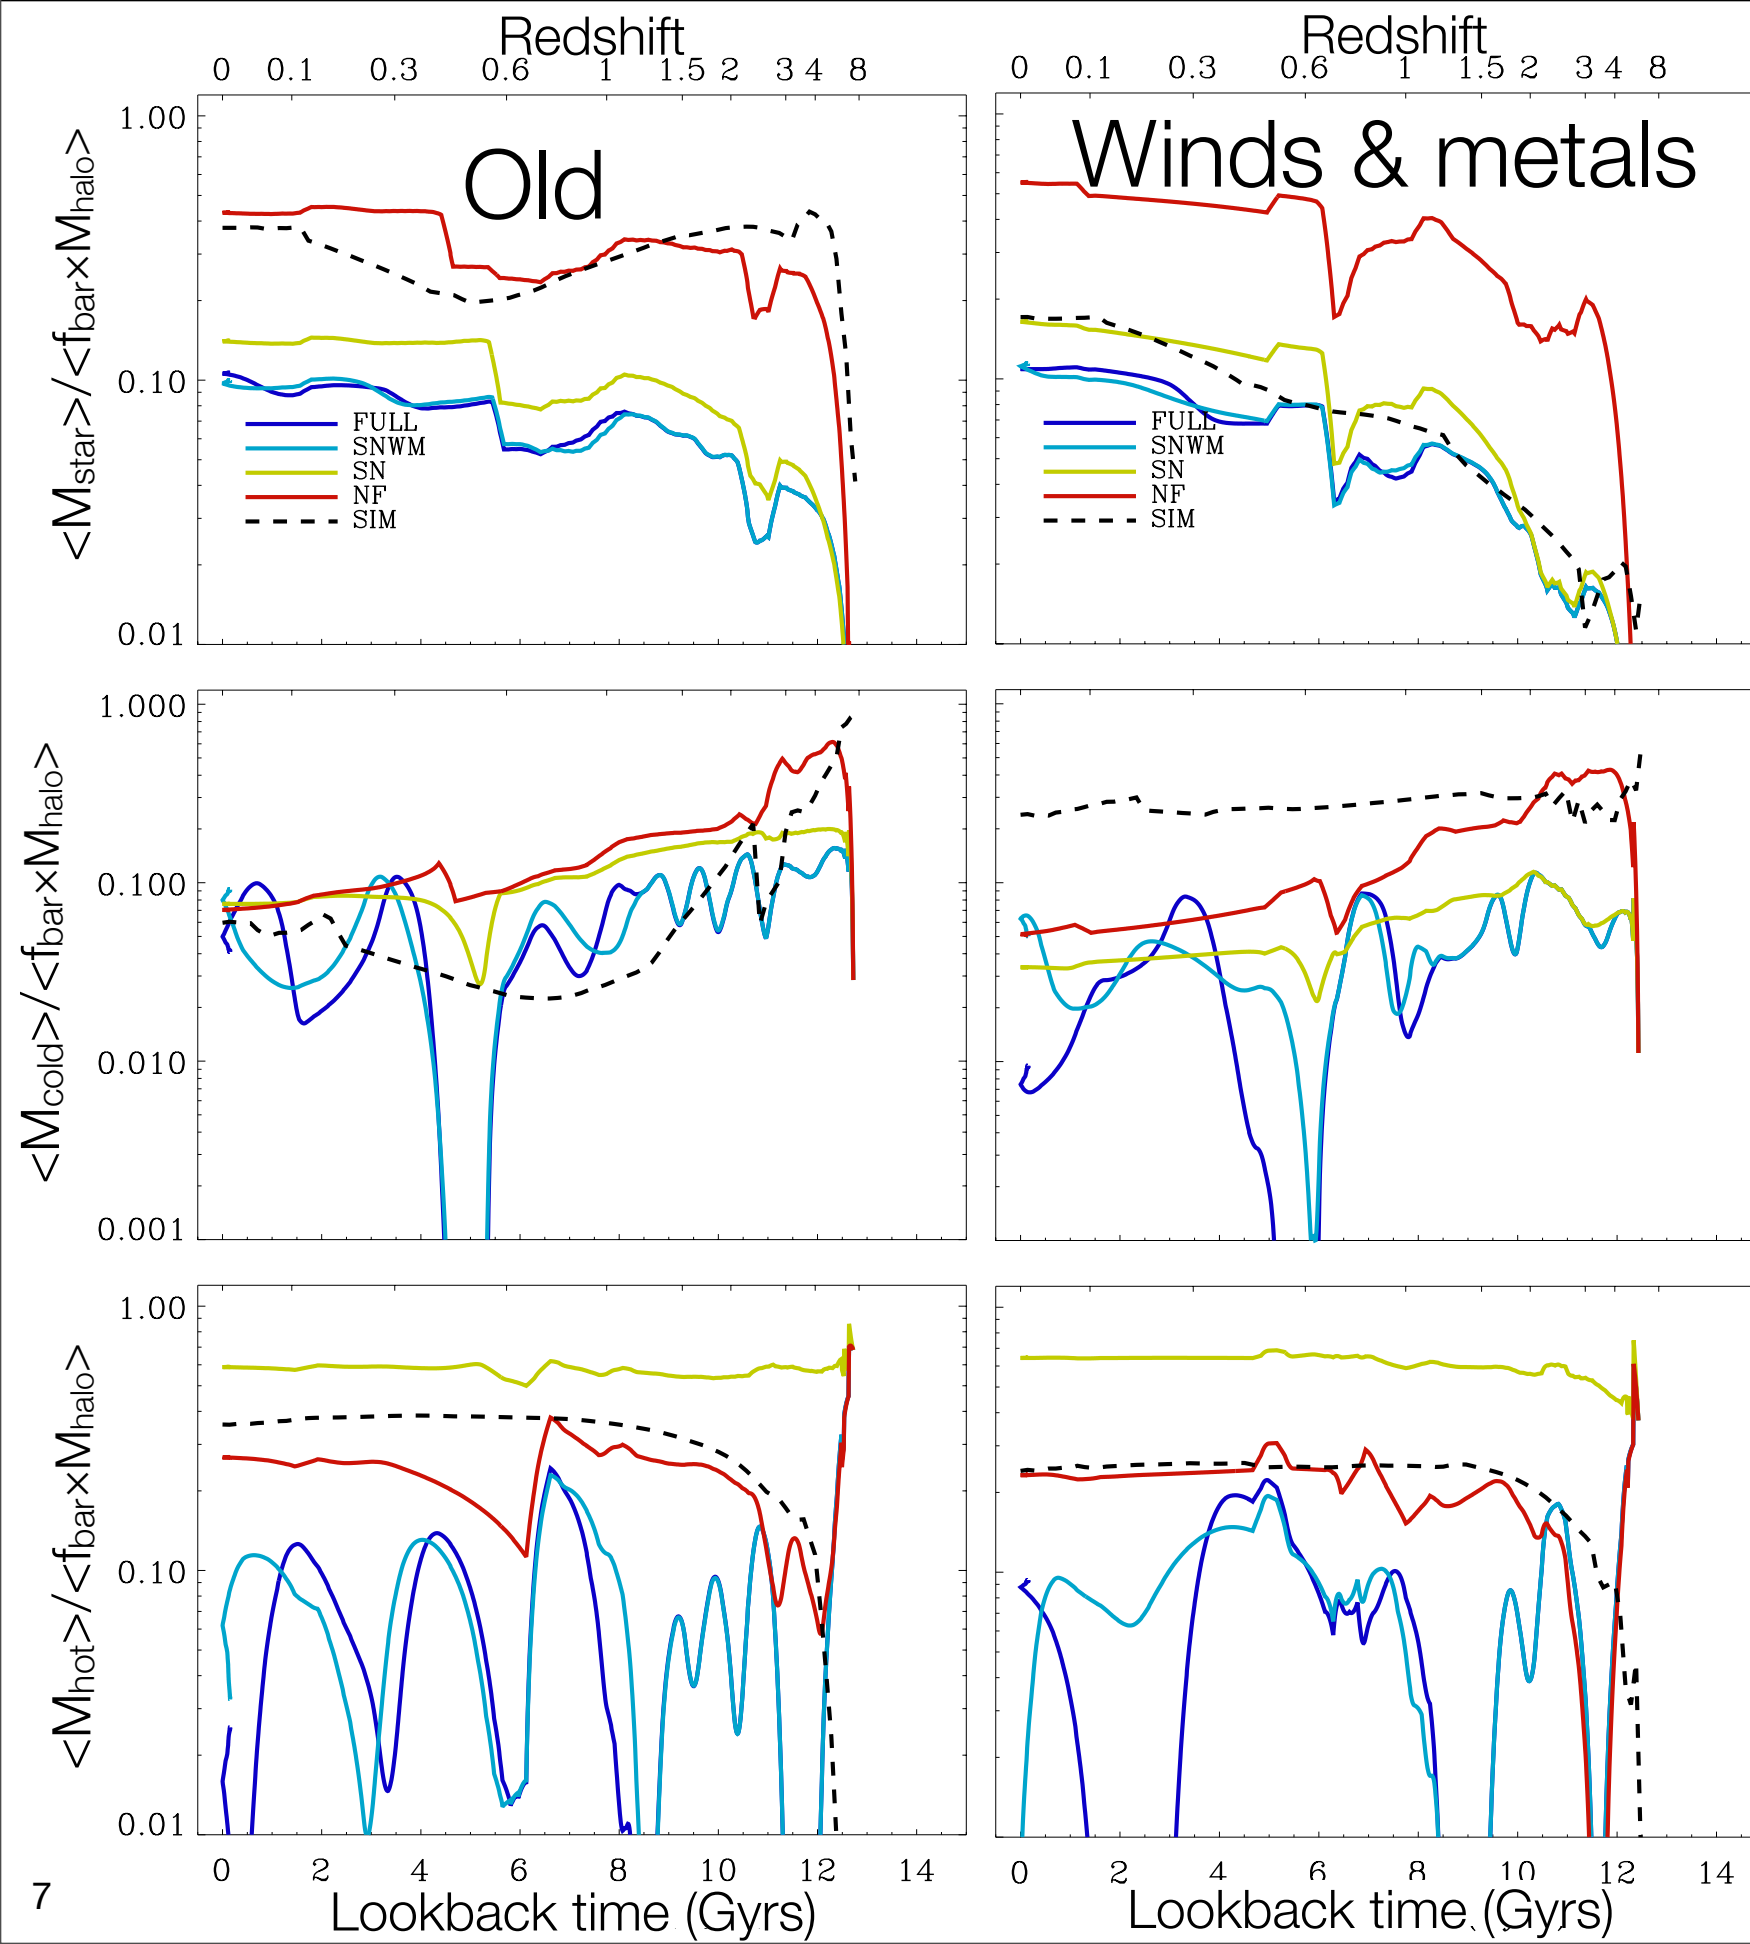 Redshift
0 0.1 0.3 0.6 1 1.5 2 3 4 8
Old
<Mstar>/<fbar×Mhalo>
1.00
0.10
0.01
FULL
SNWM
SN
NF
SIM
Redshift
0 0.1 0.3 0.6 1 1.5 2 3 4 8
Winds & metals
FULL
SNWM
SN
NF
SIM
<Mcold>/<fbar×Mhalo>
1.000
0.100
0.010
0.001
<Mhot>/<fbar×Mhalo>
1.00
0.10
0.01
0 2 4 6 8 10 12 14
Lookback time (Gyrs)
0 2 4 6 8 10 12 14
Lookback time (Gyrs)
7